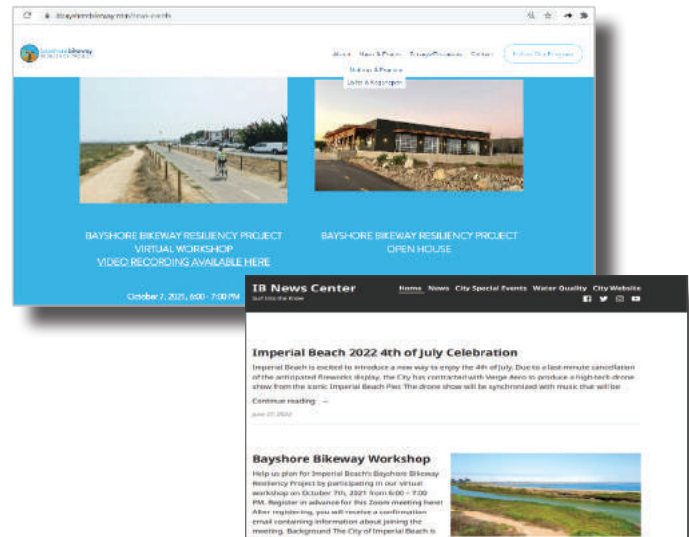 bayshore bikeway
RESILIENCY PROJECT
About News & Events Contact
BAYSHORE BIKEWAY RESILIENCY PROJECT
VIRTUAL WORKSHOP
VIDEO RECORDING AVAILABLE HERE
October 7, 2021, 6:00 - 7:00 PM
BAYSHORE BIKEWAY RESILIENCY PROJECT
OPEN HOUSE
IB News Center
Surf Into the Know
Home News City Special Events Water Quality City Website
Imperial Beach 2022 4th of July Celebration
Imperial Beach is excited to introduce a new way to enjoy the 4th of July. Due to a last-minute cancellation
of the anticipated fireworks display, the City has contracted with Verge Aero to produce a high-tech drone
show from the iconic Imperial Beach Pier. The drone show will be synchronized with music that will be
Continue reading →
June 27, 2022
Bayshore Bikeway Workshop
Help us plan for Imperial Beach's Bayshore Bikeway
Resiliency Project by participating in our virtual
workshop on October 7th, 2021 from 6:00 – 7:00
PM. Register in advance for this Zoom meeting here!
After registering, you will receive a confirmation
email containing information about joining the
meeting. Background The City of Imperial Beach is